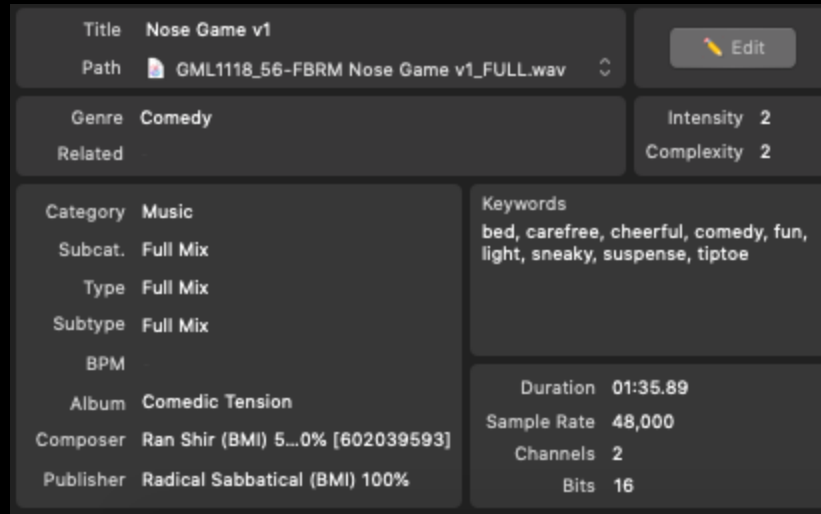 Title Nose Game v1
Path GML1118_56-FBRM Nose Game v1_FULL.wav
✏️ Edit
Genre Comedy
Related -
Intensity 2
Complexity 2
Category Music
Subcat. Full Mix
Type Full Mix
Subtype Full Mix
BPM -
Album Comedic Tension
Composer Ran Shir (BMI) 5...0% [602039593]
Publisher Radical Sabbatical (BMI) 100%
Keywords
bed, carefree, cheerful, comedy, fun,
light, sneaky, suspense, tiptoe
Duration 01:35.89
Sample Rate 48,000
Channels 2
Bits 16